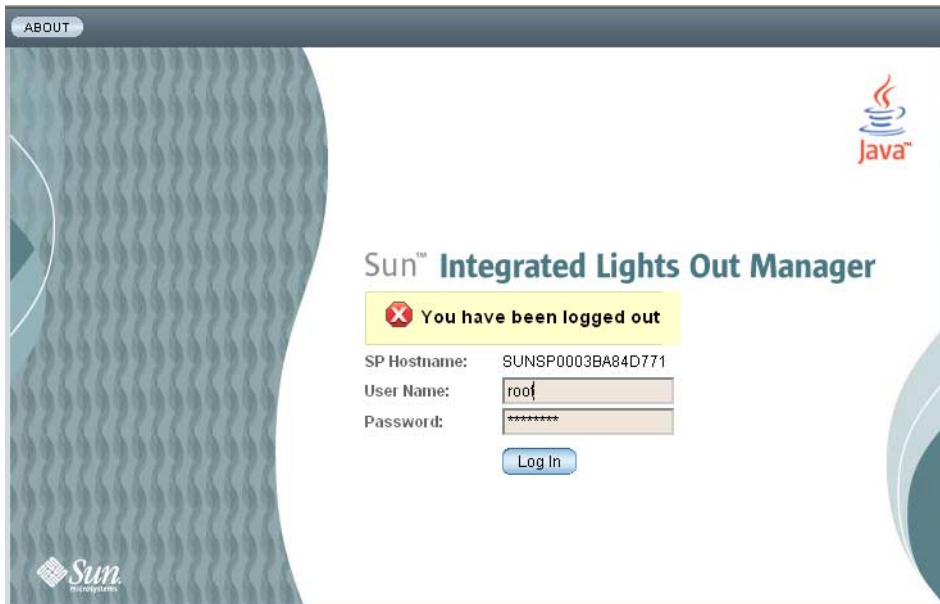 ABOUT
Java™
Sun™ Integrated Lights Out Manager
You have been logged out
SP Hostname: SUNSP0003BA84D771
User Name: root
Password: ********
Log In
Sun
microsystems